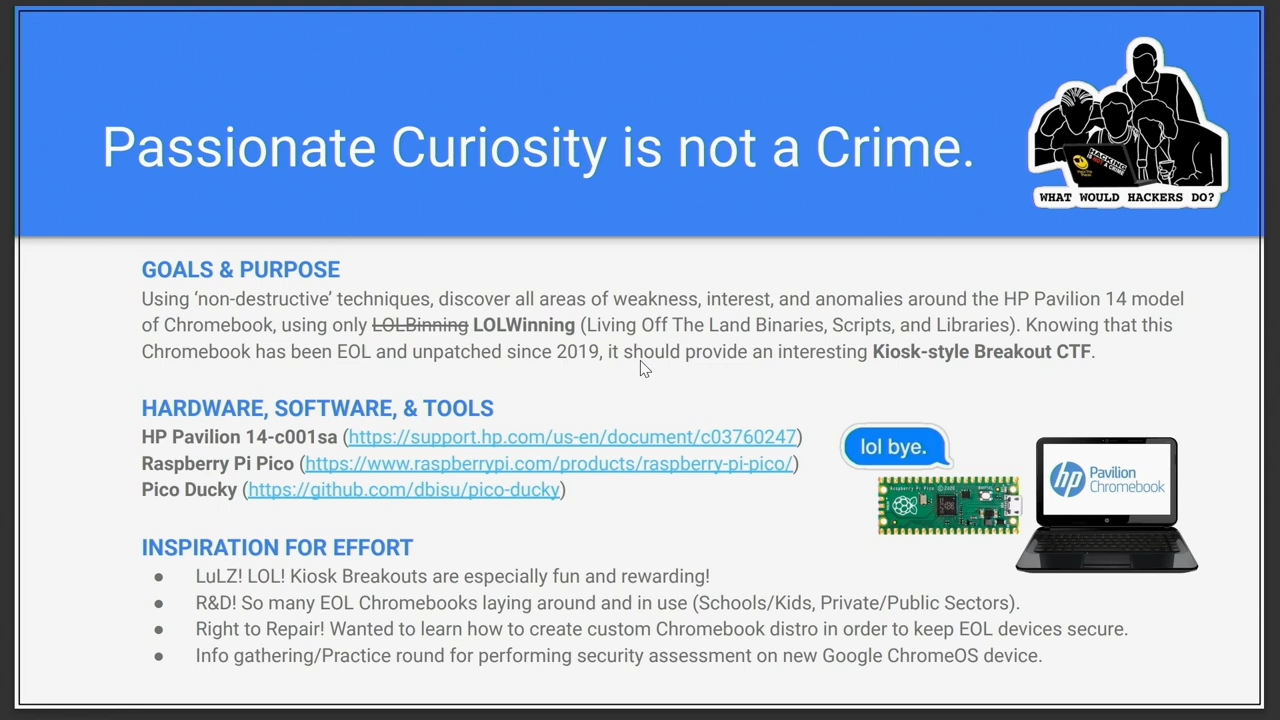 Passionate Curiosity is not a Crime.
HACKING
IS NOT A CRIME
WHAT WOULD HACKERS DO?
GOALS & PURPOSE
Using ‘non-destructive’ techniques, discover all areas of weakness, interest, and anomalies around the HP Pavilion 14 model
of Chromebook, using only LOLBinning LOLWinning (Living Off The Land Binaries, Scripts, and Libraries). Knowing that this
Chromebook has been EOL and unpatched since 2019, it should provide an interesting Kiosk-style Breakout CTF.
HARDWARE, SOFTWARE, & TOOLS
HP Pavilion 14-c001sa (https://support.hp.com/us-en/document/c03760247)
Raspberry Pi Pico (https://www.raspberrypi.com/products/raspberry-pi-pico/)
Pico Ducky (https://github.com/dbisu/pico-ducky)
lol bye.
Raspberry Pi Pico
hp Pavilion
Chromebook
INSPIRATION FOR EFFORT
● LuLZ! LOL! Kiosk Breakouts are especially fun and rewarding!
● R&D! So many EOL Chromebooks laying around and in use (Schools/Kids, Private/Public Sectors).
● Right to Repair! Wanted to learn how to create custom Chromebook distro in order to keep EOL devices secure.
● Info gathering/Practice round for performing security assessment on new Google ChromeOS device.